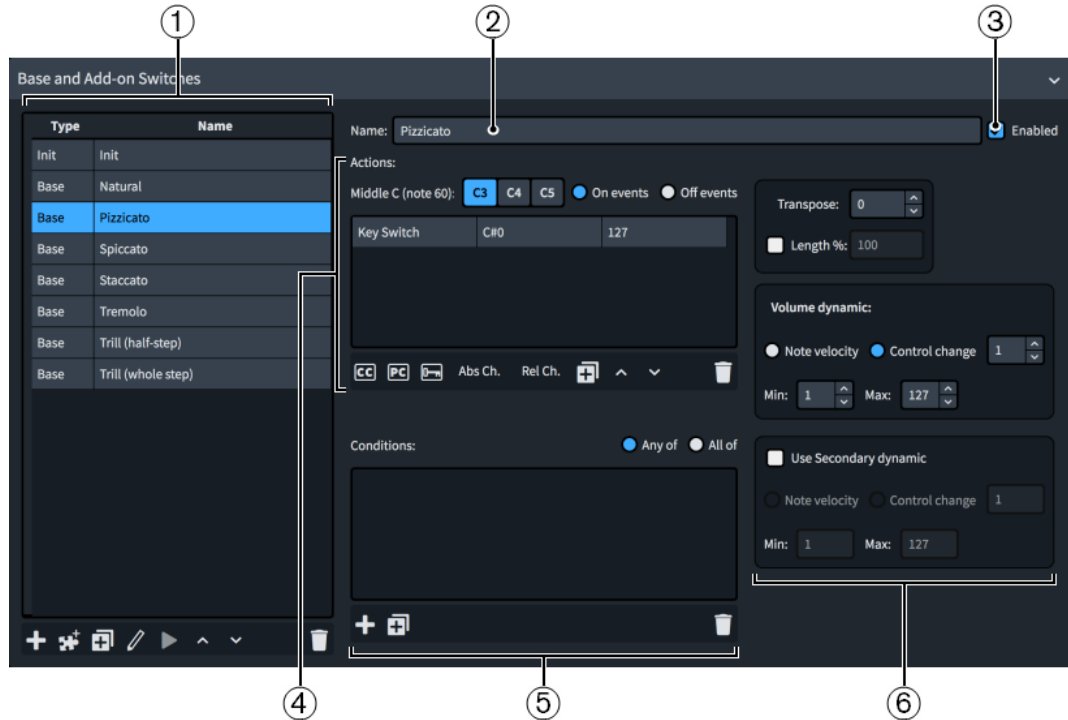 ① ② ③
Base and Add-on Switches
Type Name
Init Init
Base Natural
Base Pizzicato
Base Spiccato
Base Staccato
Base Tremolo
Base Trill (half-step)
Base Trill (whole step)
Name: Pizzicato Enabled
Actions:
Middle C (note 60): C3 C4 C5 On events Off events
Key Switch C#0 127
CC PC Abs Ch. Rel Ch.
Conditions: Any of All of
Transpose: 0
Length %: 100
Volume dynamic:
Note velocity Control change 1
Min: 1 Max: 127
Use Secondary dynamic
Note velocity Control change 1
Min: 1 Max: 127
④ ⑤ ⑥